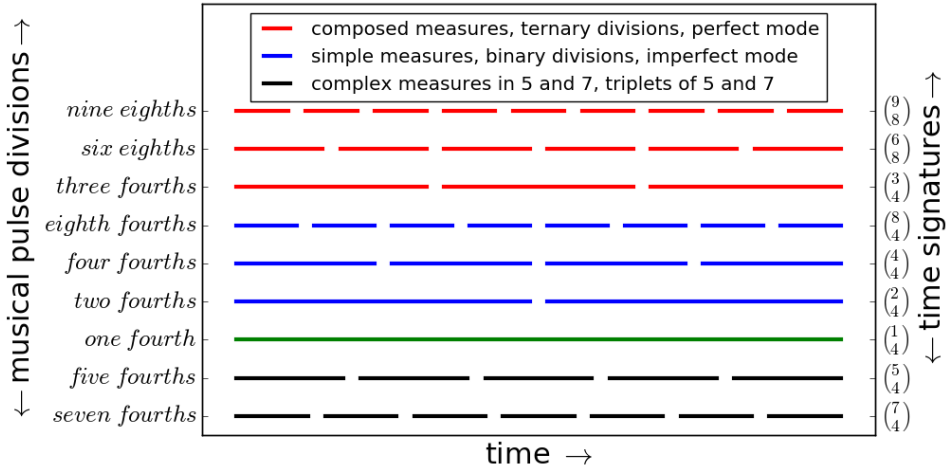 composed measures, ternary divisions, perfect mode
simple measures, binary divisions, imperfect mode
complex measures in 5 and 7, triplets of 5 and 7
← musical pulse divisions →
nine eighths
six eighths
three fourths
eighth fourths
four fourths
two fourths
one fourth
five fourths
seven fourths
(9 8)
(6 8)
(3 4)
(8 4)
(4 4)
(2 4)
(1 4)
(5 4)
(7 4)
← time signatures →
time →